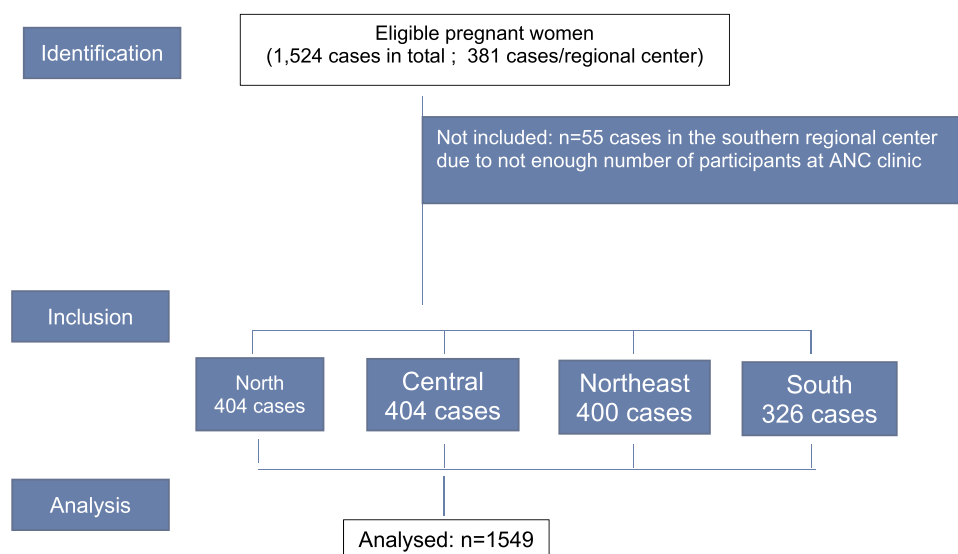 Identification
Eligible pregnant women
(1,524 cases in total ; 381 cases/regional center)
Not included: n=55 cases in the southern regional center
due to not enough number of participants at ANC clinic
Inclusion
North
404 cases
Central
404 cases
Northeast
400 cases
South
326 cases
Analysis
Analysed: n=1549